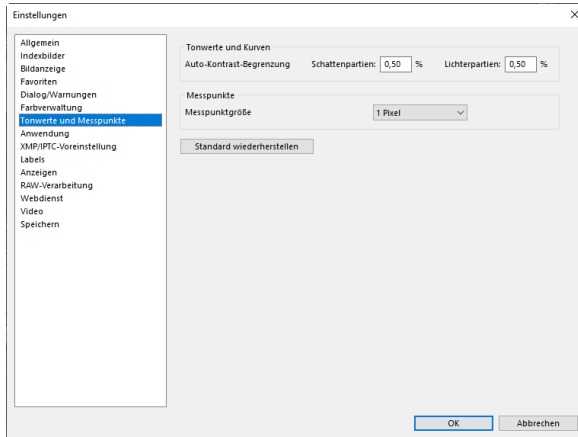 Einstellungen
Allgemein
Indexbilder
Bildanzeige
Favoriten
Dialog/Warnungen
Farbverwaltung
Tonwerte und Messpunkte
Anwendung
XMP/IPTC-Voreinstellung
Labels
Anzeigen
RAW-Verarbeitung
Webdienst
Video
Speichern
Tonwerte und Kurven
Auto-Kontrast-Begrenzung Schattenpartien: 0,50 % Lichterpartien: 0,50 %
Messpunkte
Messpunktgröße 1 Pixel
Standard wiederherstellen
OK Abbrechen